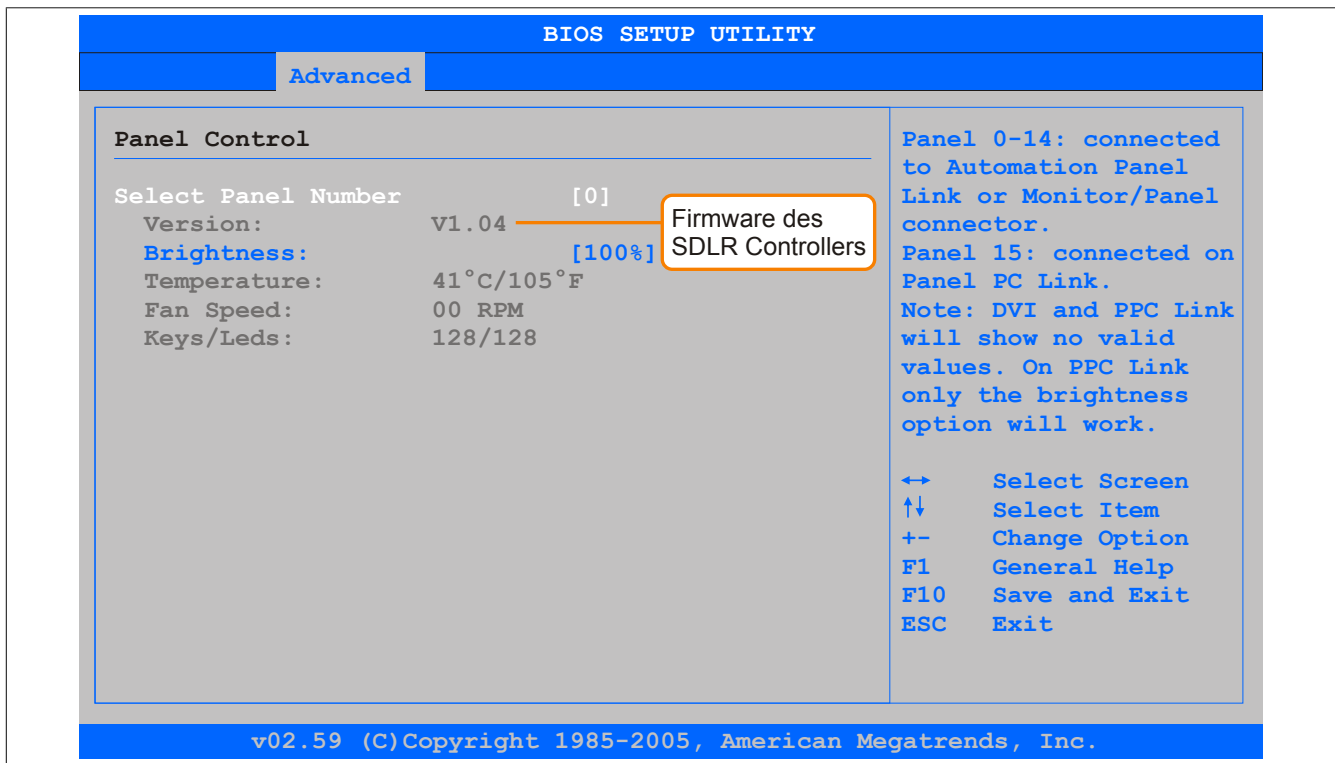 BIOS SETUP UTILITY
Advanced
Panel Control
Select Panel Number [0]
Version: V1.04
Firmware des
SDLR Controllers
Brightness: [100%]
Temperature: 41°C/105°F
Fan Speed: 00 RPM
Keys/Leds: 128/128
Panel 0-14: connected
to Automation Panel
Link or Monitor/Panel
connector.
Panel 15: connected on
Panel PC Link.
Note: DVI and PPC Link
will show no valid
values. On PPC Link
only the brightness
option will work.
↔ Select Screen
↑↓ Select Item
+- Change Option
F1 General Help
F10 Save and Exit
ESC Exit
v02.59 (C)Copyright 1985-2005, American Megatrends, Inc.